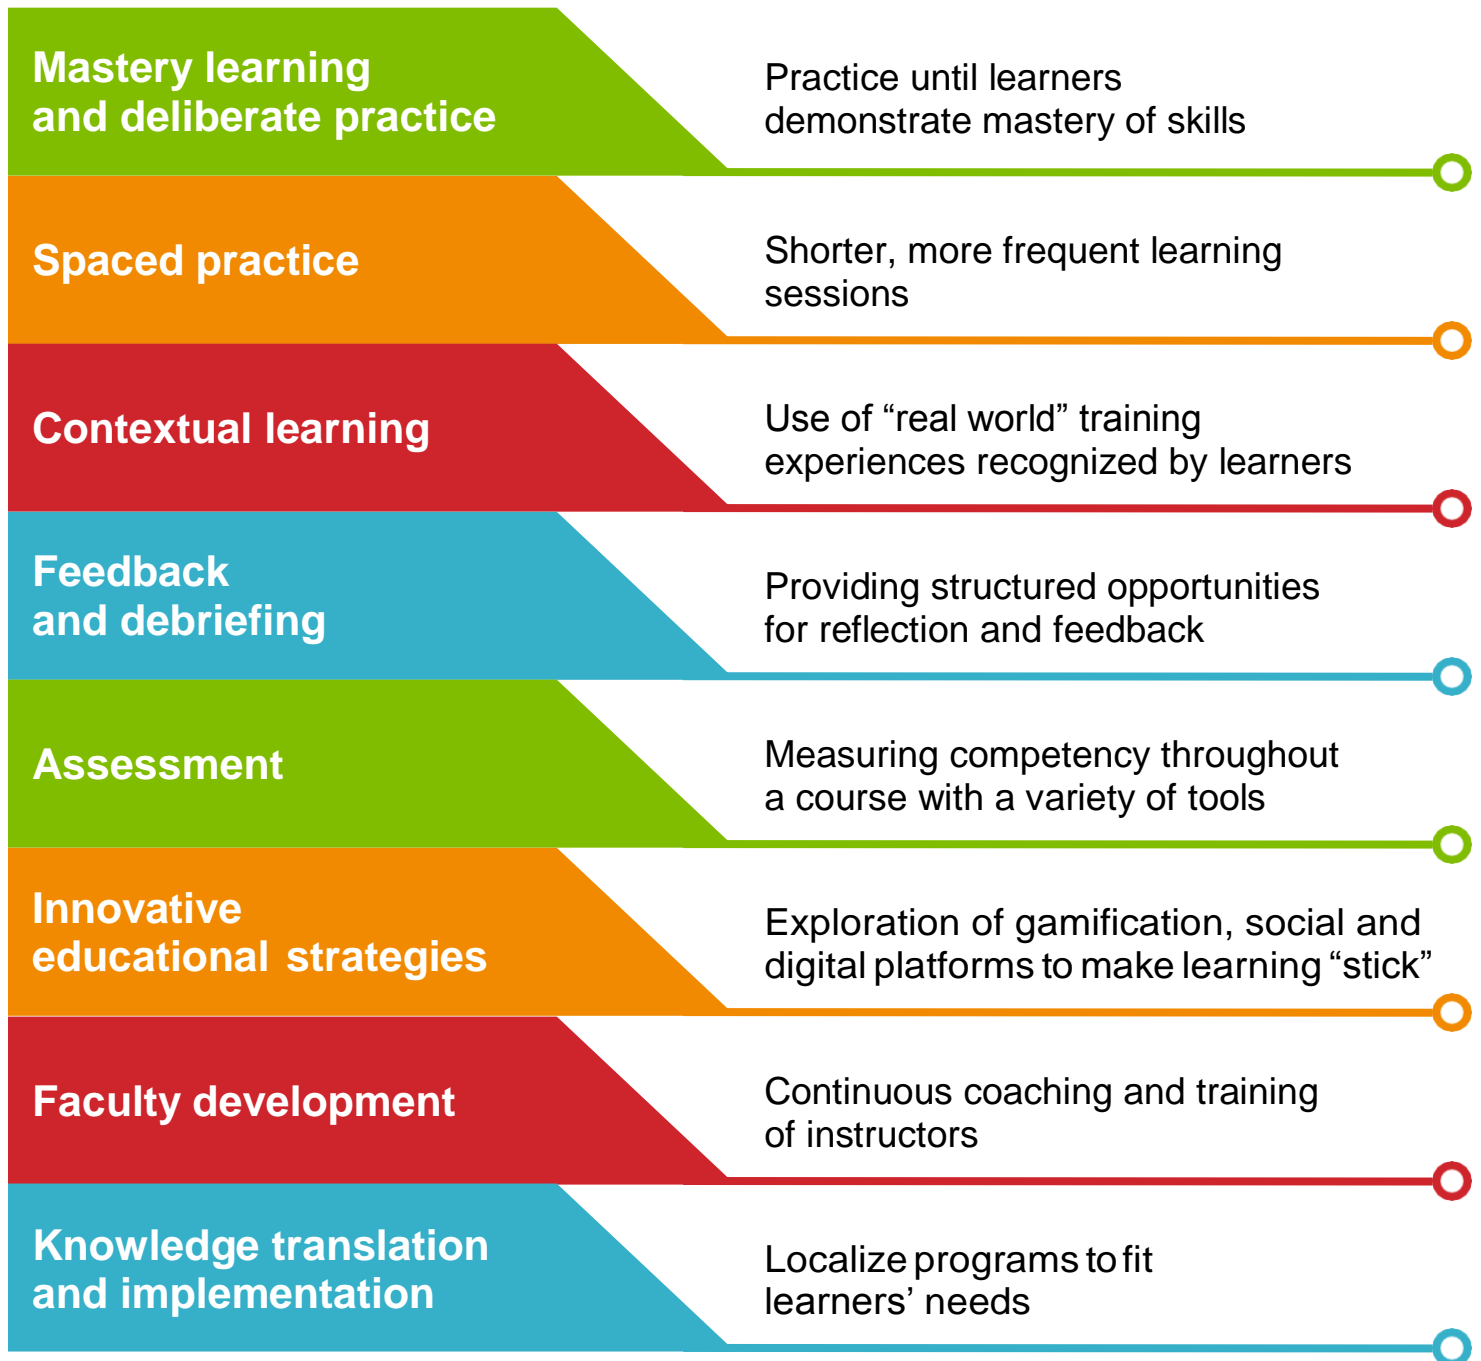 Mastery learning
and deliberate practice
Practice until learners
demonstrate mastery of skills
Spaced practice
Shorter, more frequent learning
sessions
Contextual learning
Use of “real world” training
experiences recognized by learners
Feedback
and debriefing
Providing structured opportunities
for reflection and feedback
Assessment
Measuring competency throughout
a course with a variety of tools
Innovative
educational strategies
Exploration of gamification, social and
digital platforms to make learning “stick”
Faculty development
Continuous coaching and training
of instructors
Knowledge translation
and implementation
Localize programs to fit
learners’ needs